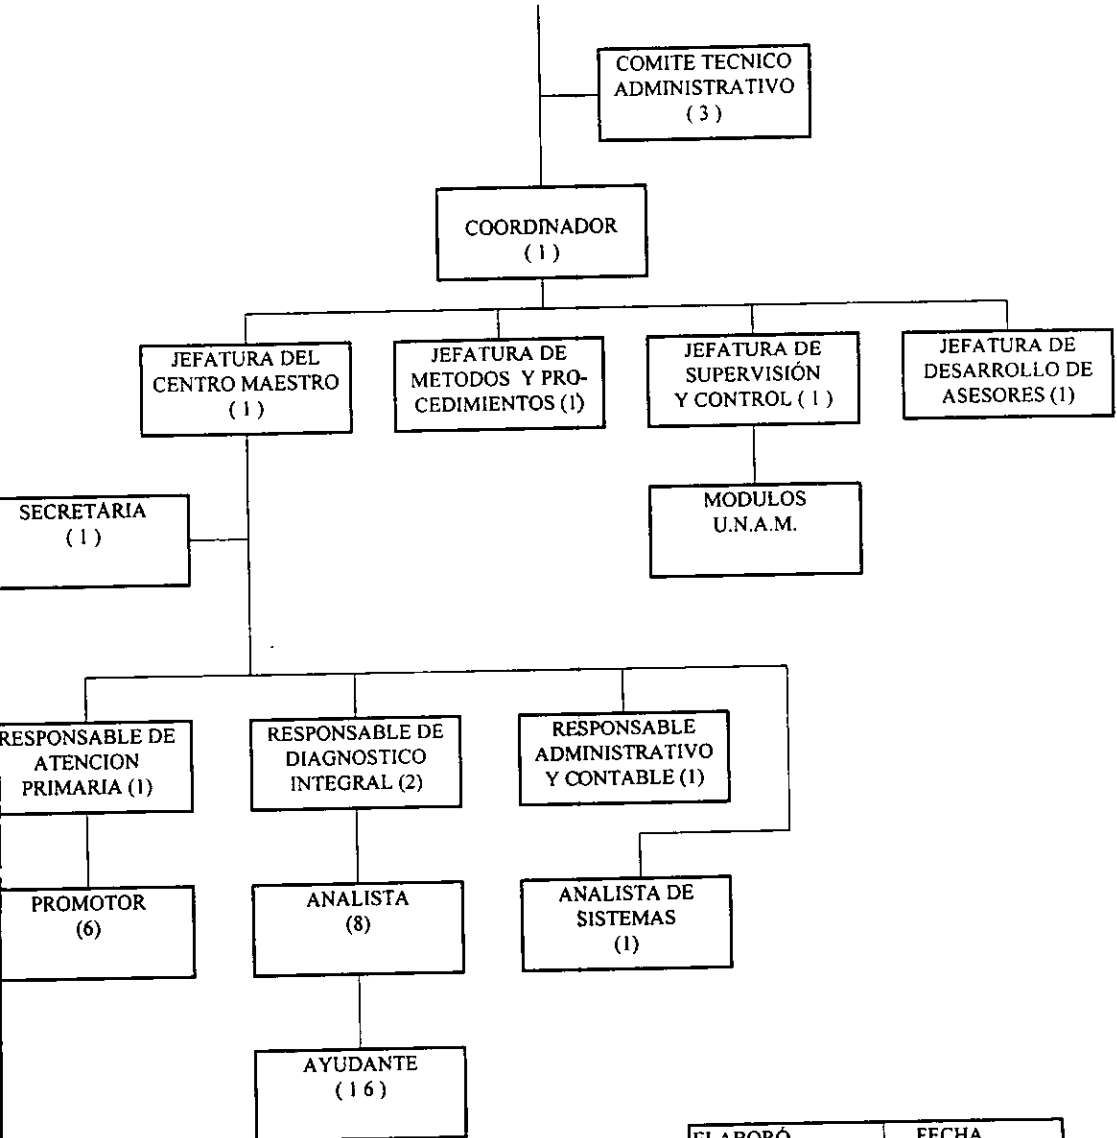 COMITE TECNICO
ADMINISTRATIVO
( 3 )
COORDINADOR
( 1 )
JEFATURA DEL
CENTRO MAESTRO
( 1 )
JEFATURA DE
METODOS Y PRO-
CEDIMIENTOS (1)
JEFATURA DE
SUPERVISIÓN
Y CONTROL ( 1 )
JEFATURA DE
DESARROLLO DE
ASESORES (1)
SECRETARIA
( 1 )
MODULOS
U.N.A.M.
RESPONSABLE DE
ATENCION
PRIMARIA (1)
RESPONSABLE DE
DIAGNOSTICO
INTEGRAL (2)
RESPONSABLE
ADMINISTRATIVO
Y CONTABLE (1)
PROMOTOR
(6)
ANALISTA
(8)
ANALISTA DE
SISTEMAS
(1)
AYUDANTE
( 1 6 )
ELABORÓ FECHA